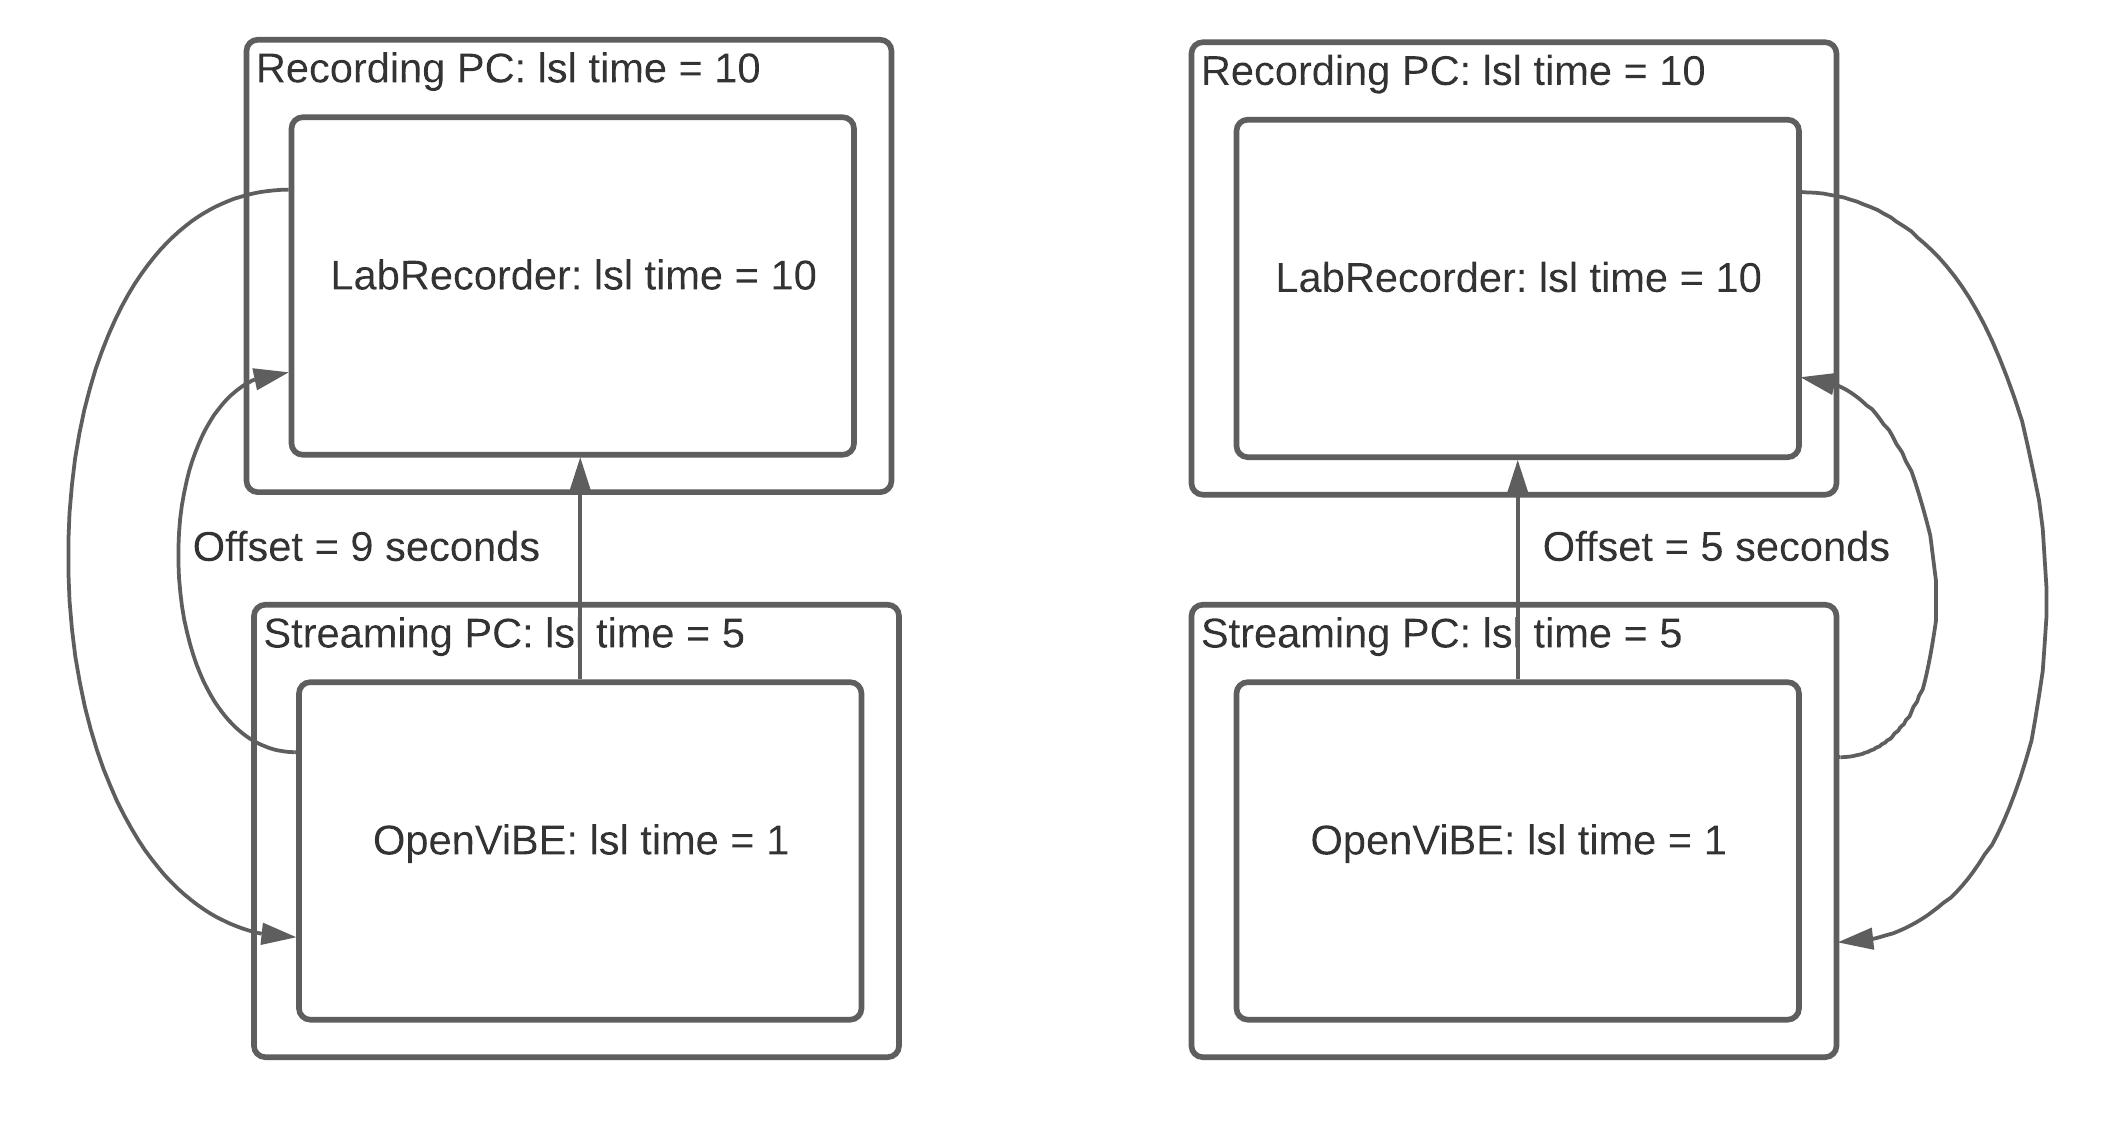 Recording PC: lsl time = 10
LabRecorder: lsl time = 10
Offset = 9 seconds
Streaming PC: lsl time = 5
OpenViBE: lsl time = 1
Recording PC: lsl time = 10
LabRecorder: lsl time = 10
Offset = 5 seconds
Streaming PC: lsl time = 5
OpenViBE: lsl time = 1